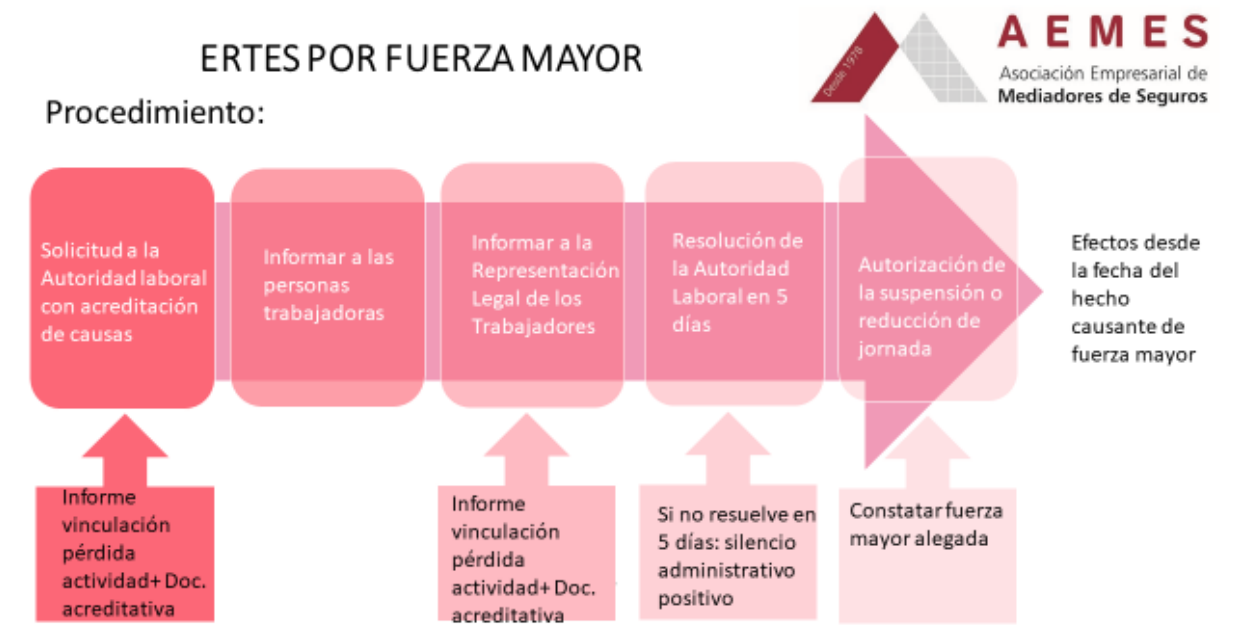 ERTES POR FUERZA MAYOR
Desde 1978
AEMES
Asociación Empresarial de
Mediadores de Seguros
Procedimiento:
Solicitud a la
Autoridad laboral
con acreditación
de causas
Informar a las
personas
trabajadoras
Informar a la
Representación
Legal de los
Trabajadores
Resolución de
la Autoridad
Laboral en 5
días
Autorización de
la suspensión o
reducción de
jornada
Efectos desde
la fecha del
hecho
causante de
fuerza mayor
Informe
vinculación
pérdida
actividad+ Doc.
acreditativa
Informe
vinculación
pérdida
actividad+ Doc.
acreditativa
Si no resuelve en
5 días: silencio
administrativo
positivo
Constatar fuerza
mayor alegada